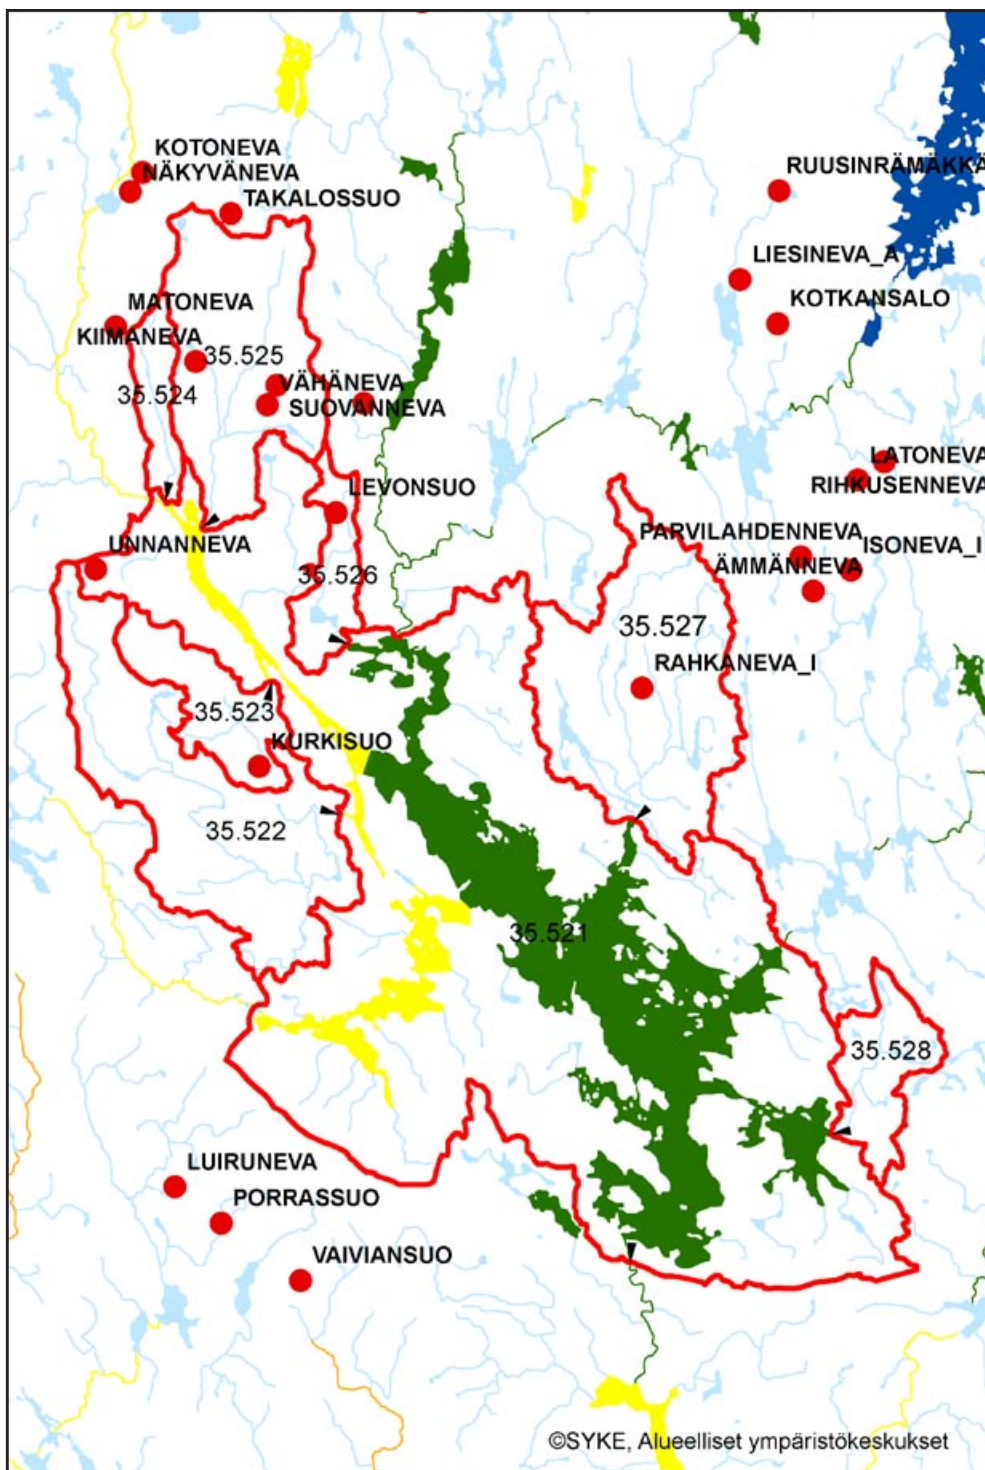 KOTONEVA
NÄKYVÄNEVA
TAKALOSSUO
RUUSINRÄMÄKKÄ
LIESINEVA_A
KOTKANSALO
MATONEVA
KIIMANEVA
35.525
35.524
VÄHÄNEVA
SUOVANNEVA
LATONEVA
RIHKUSENNEVA
LEVONSUO
PARVILAHDENNEVA
ISONEVA_I
UNNANNEVA
ÄMMÄNNEVA
35.526
35.527
RAHKANEVA_I
35.523
KURKISUO
35.522
35.521
35.528
LUIRUNEVA
PORRASSUO
VAIVIANSUO
©SYKE, Alueelliset ympäristökeskukset